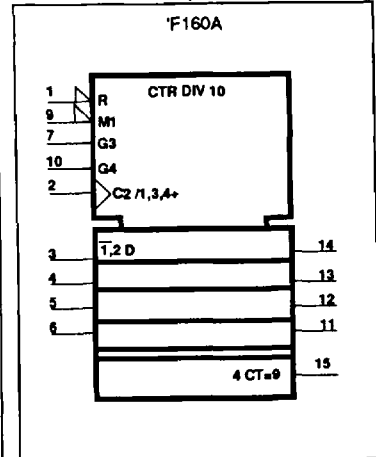 'F160A
CTR DIV 10
1 R
9 M1
7 G3
10 G4
2 C2 /1,3,4+
3 1̅,2 D 14
4 13
5 12
6 11
4 CT=9 15